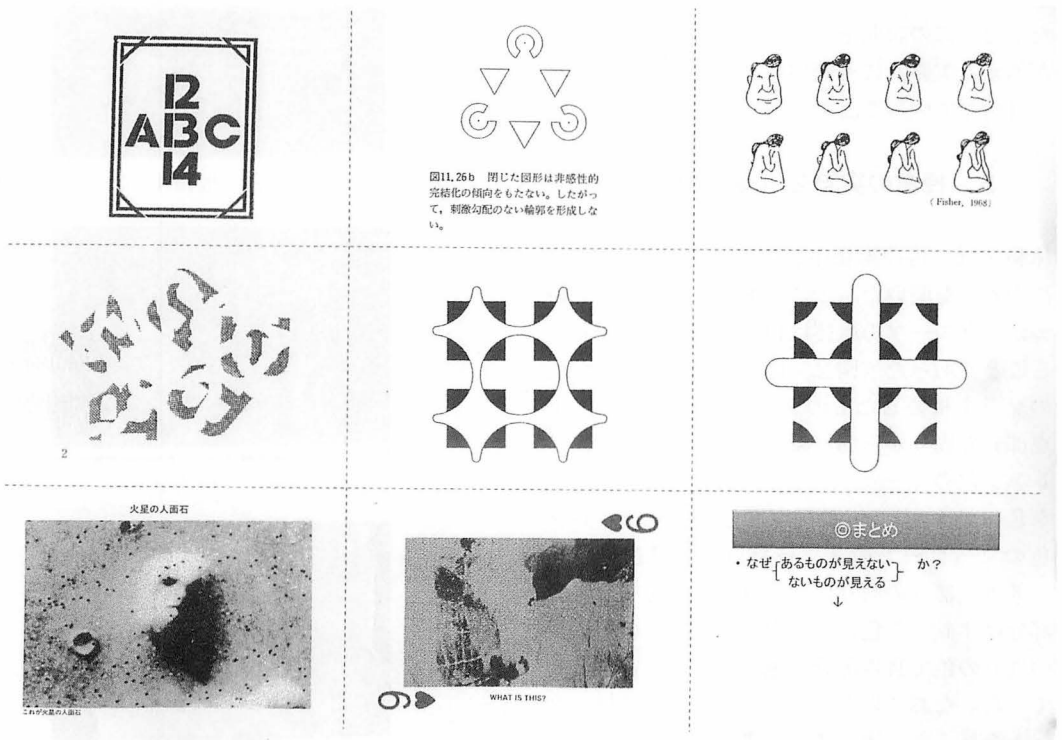 12
ABC
14
図11.26b 閉じた図形は非感性的
完結化の傾向をもたない。したがっ
て，刺激勾配のない輪郭を形成しな
い。
(Fisher, 1968)
2
火星の人面石
これが火星の人面石
9
WHAT IS THIS?
9
◎まとめ
・なぜ あるものが見えない か？
ないものが見える
↓